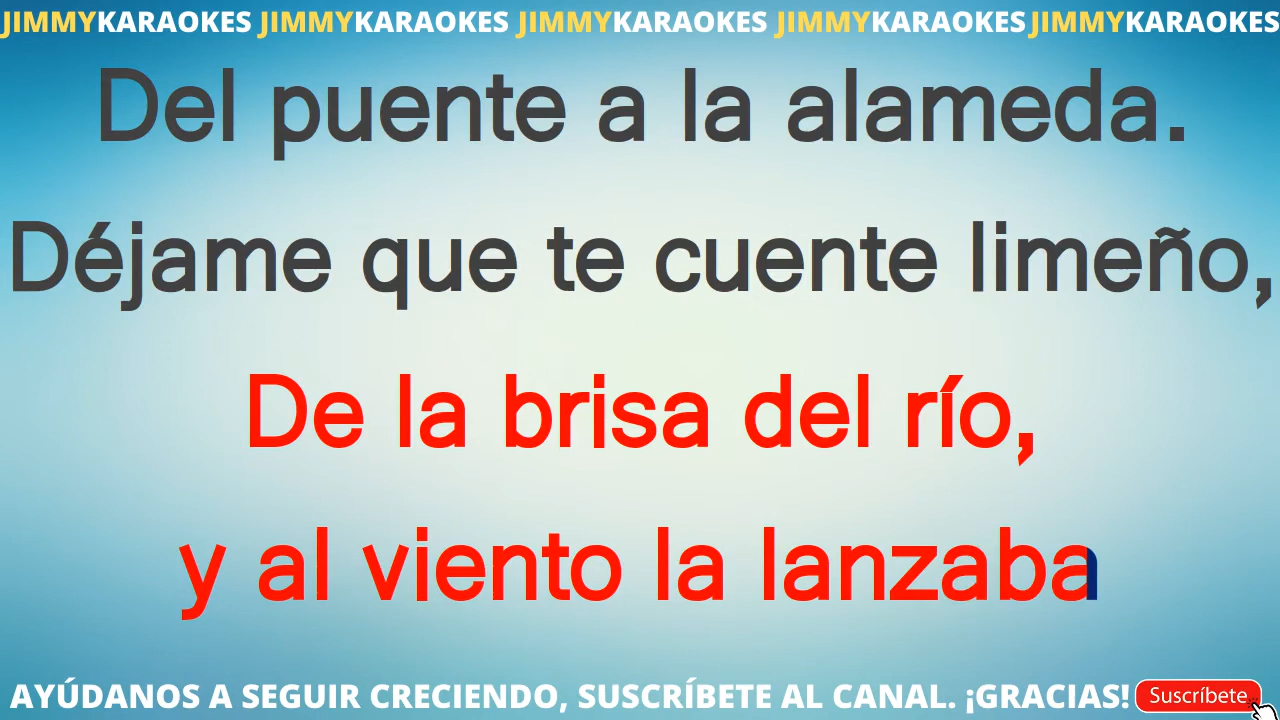 JIMMYKARAOKES JIMMYKARAOKES JIMMYKARAOKES JIMMYKARAOKES JIMMYKARAOKES
Del puente a la alameda.
Déjame que te cuente limeño,
De la brisa del río,
y al viento la lanzaba
AYÚDANOS A SEGUIR CRECIENDO, SUSCRÍBETE AL CANAL. ¡GRACIAS! Suscríbete